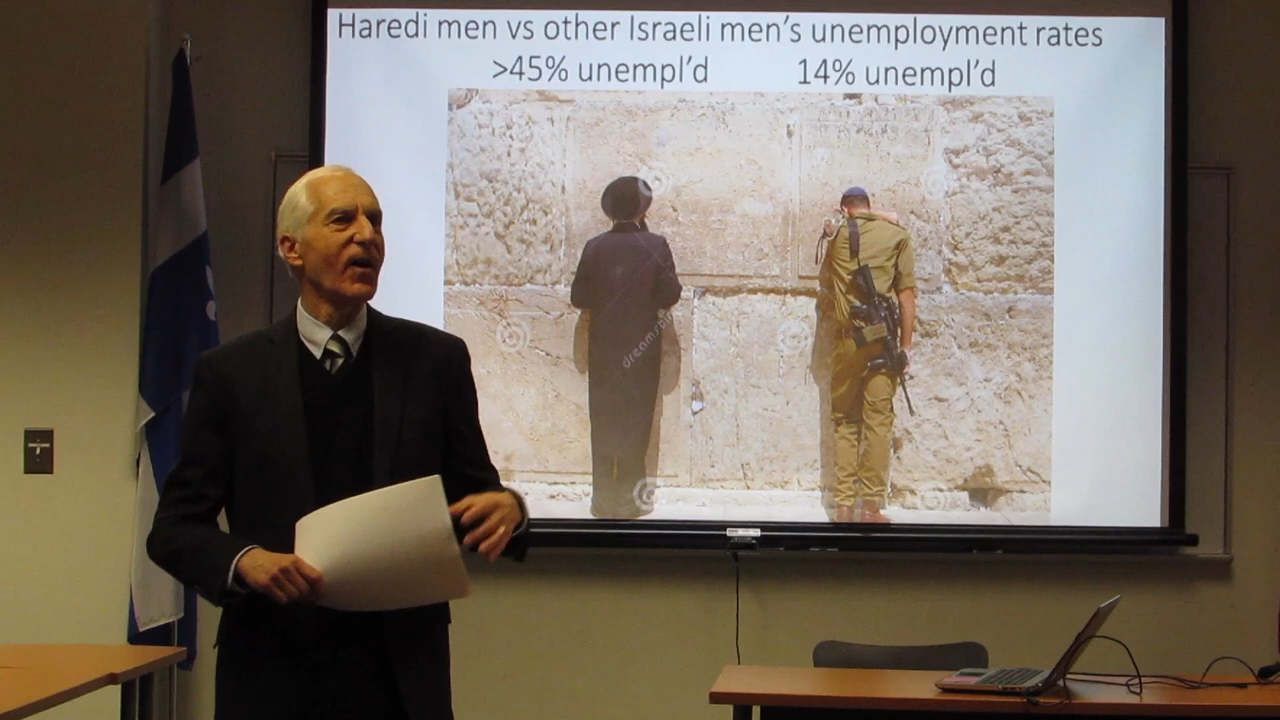 Haredi men vs other Israeli men's unemployment rates
>45% unempl'd 14% unempl'd